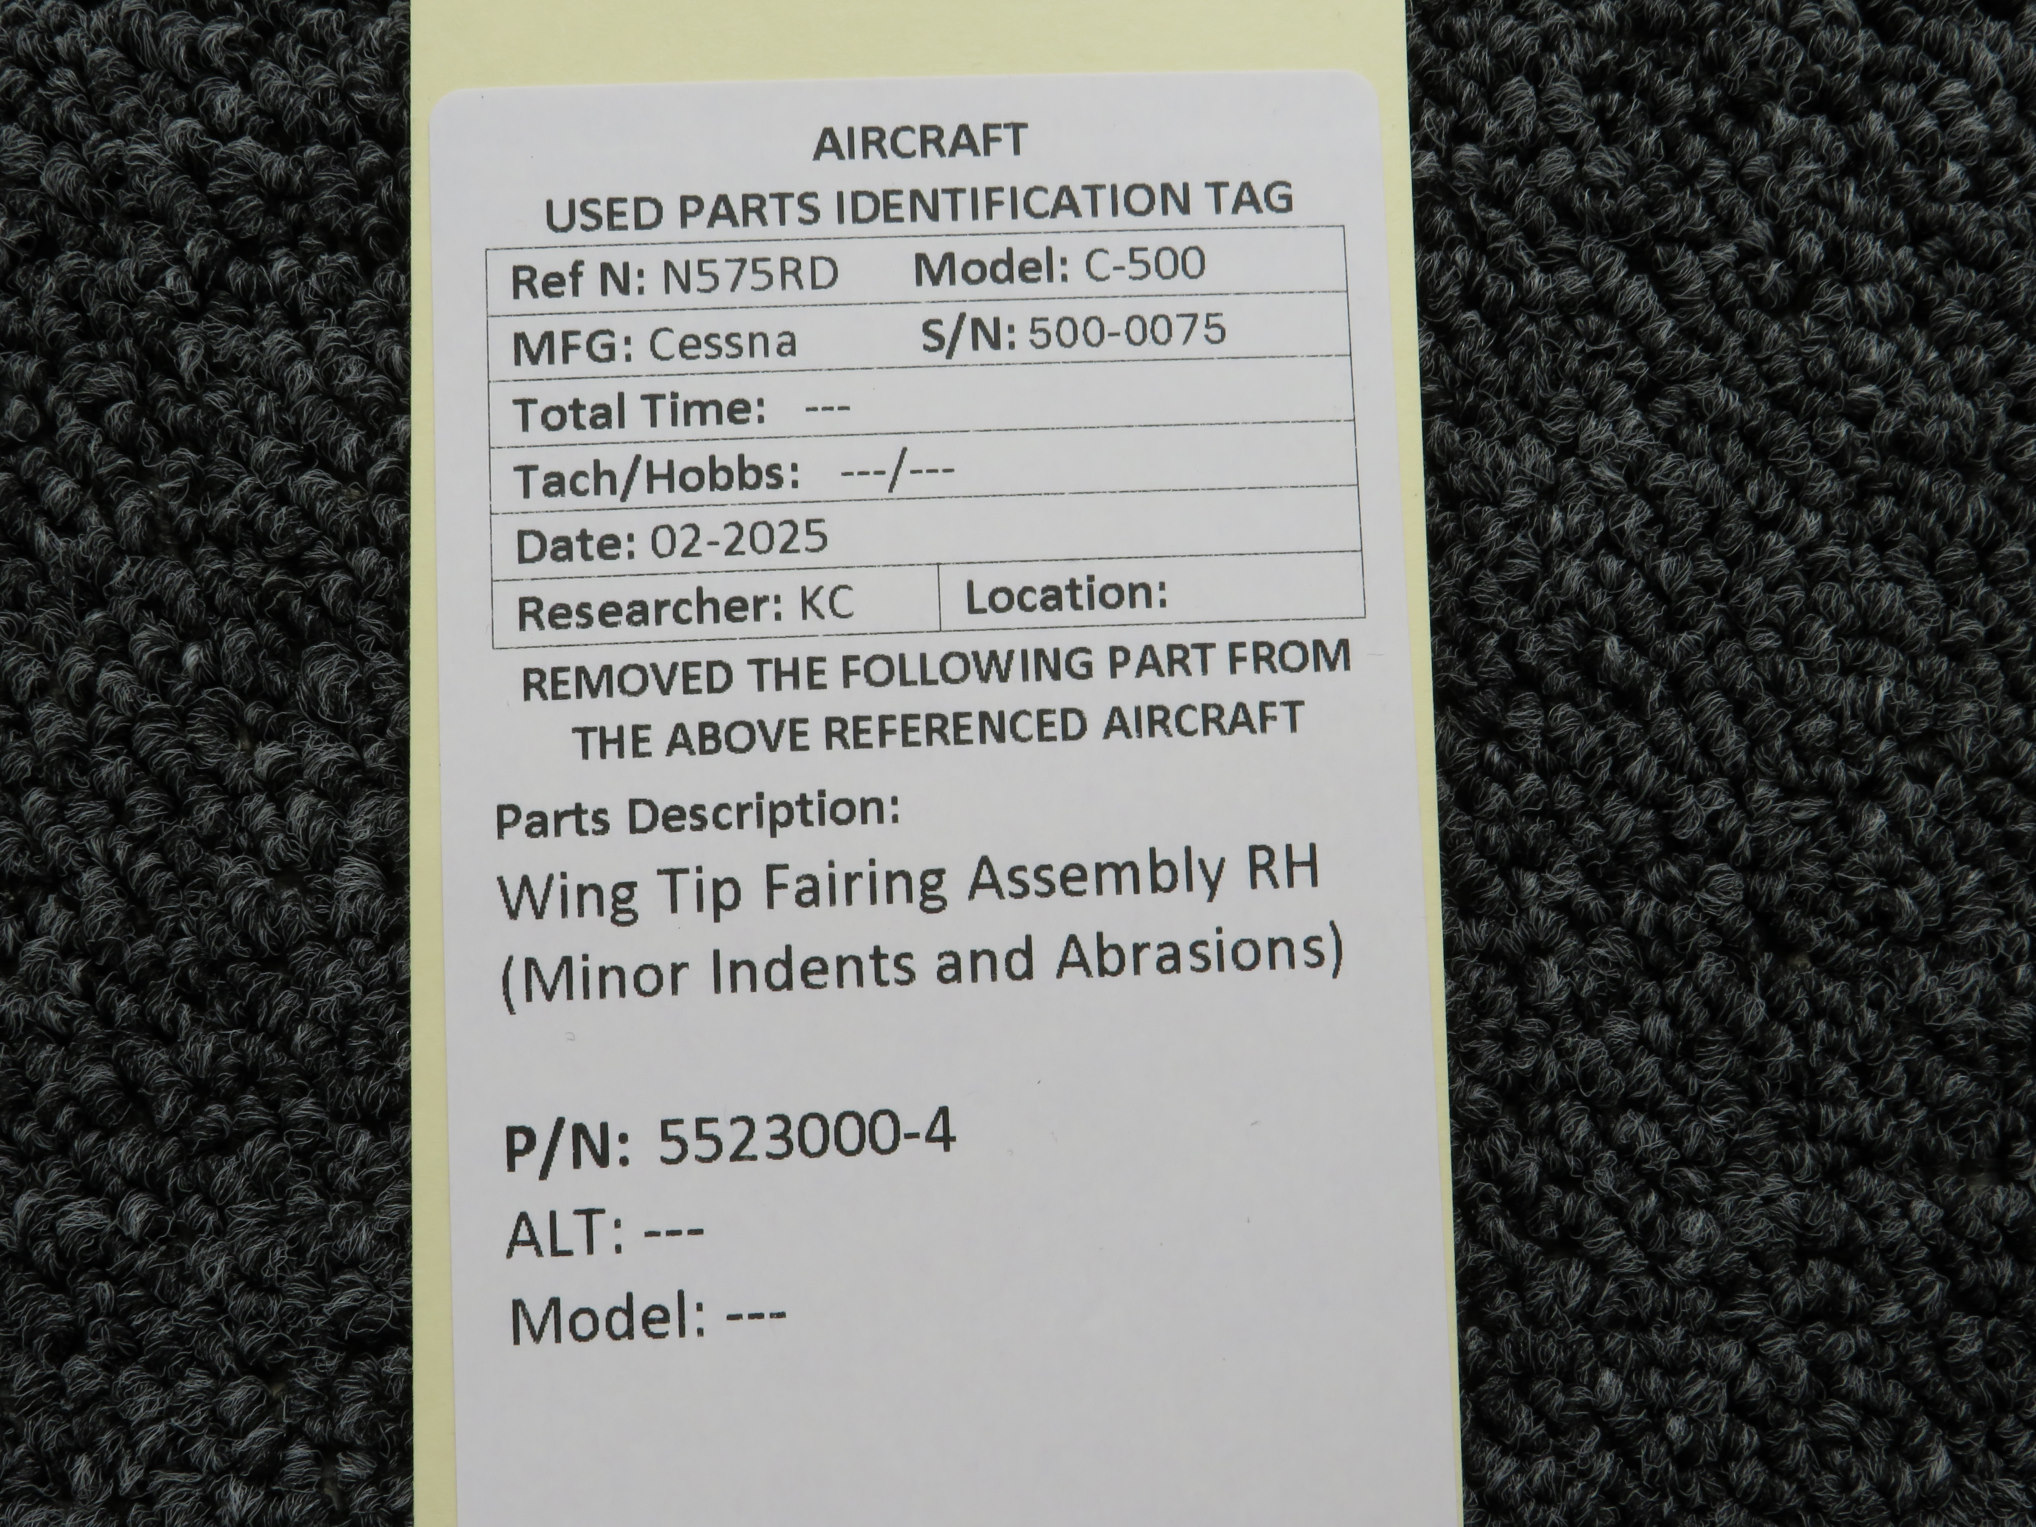 AIRCRAFT
USED PARTS IDENTIFICATION TAG
Ref N: N575RD Model: C-500
MFG: Cessna S/N: 500-0075
Total Time: ---
Tach/Hobbs: ---/---
Date: 02-2025
Researcher: KC Location:
REMOVED THE FOLLOWING PART FROM
THE ABOVE REFERENCED AIRCRAFT
Parts Description:
Wing Tip Fairing Assembly RH
(Minor Indents and Abrasions)
P/N: 5523000-4
ALT: ---
Model: ---